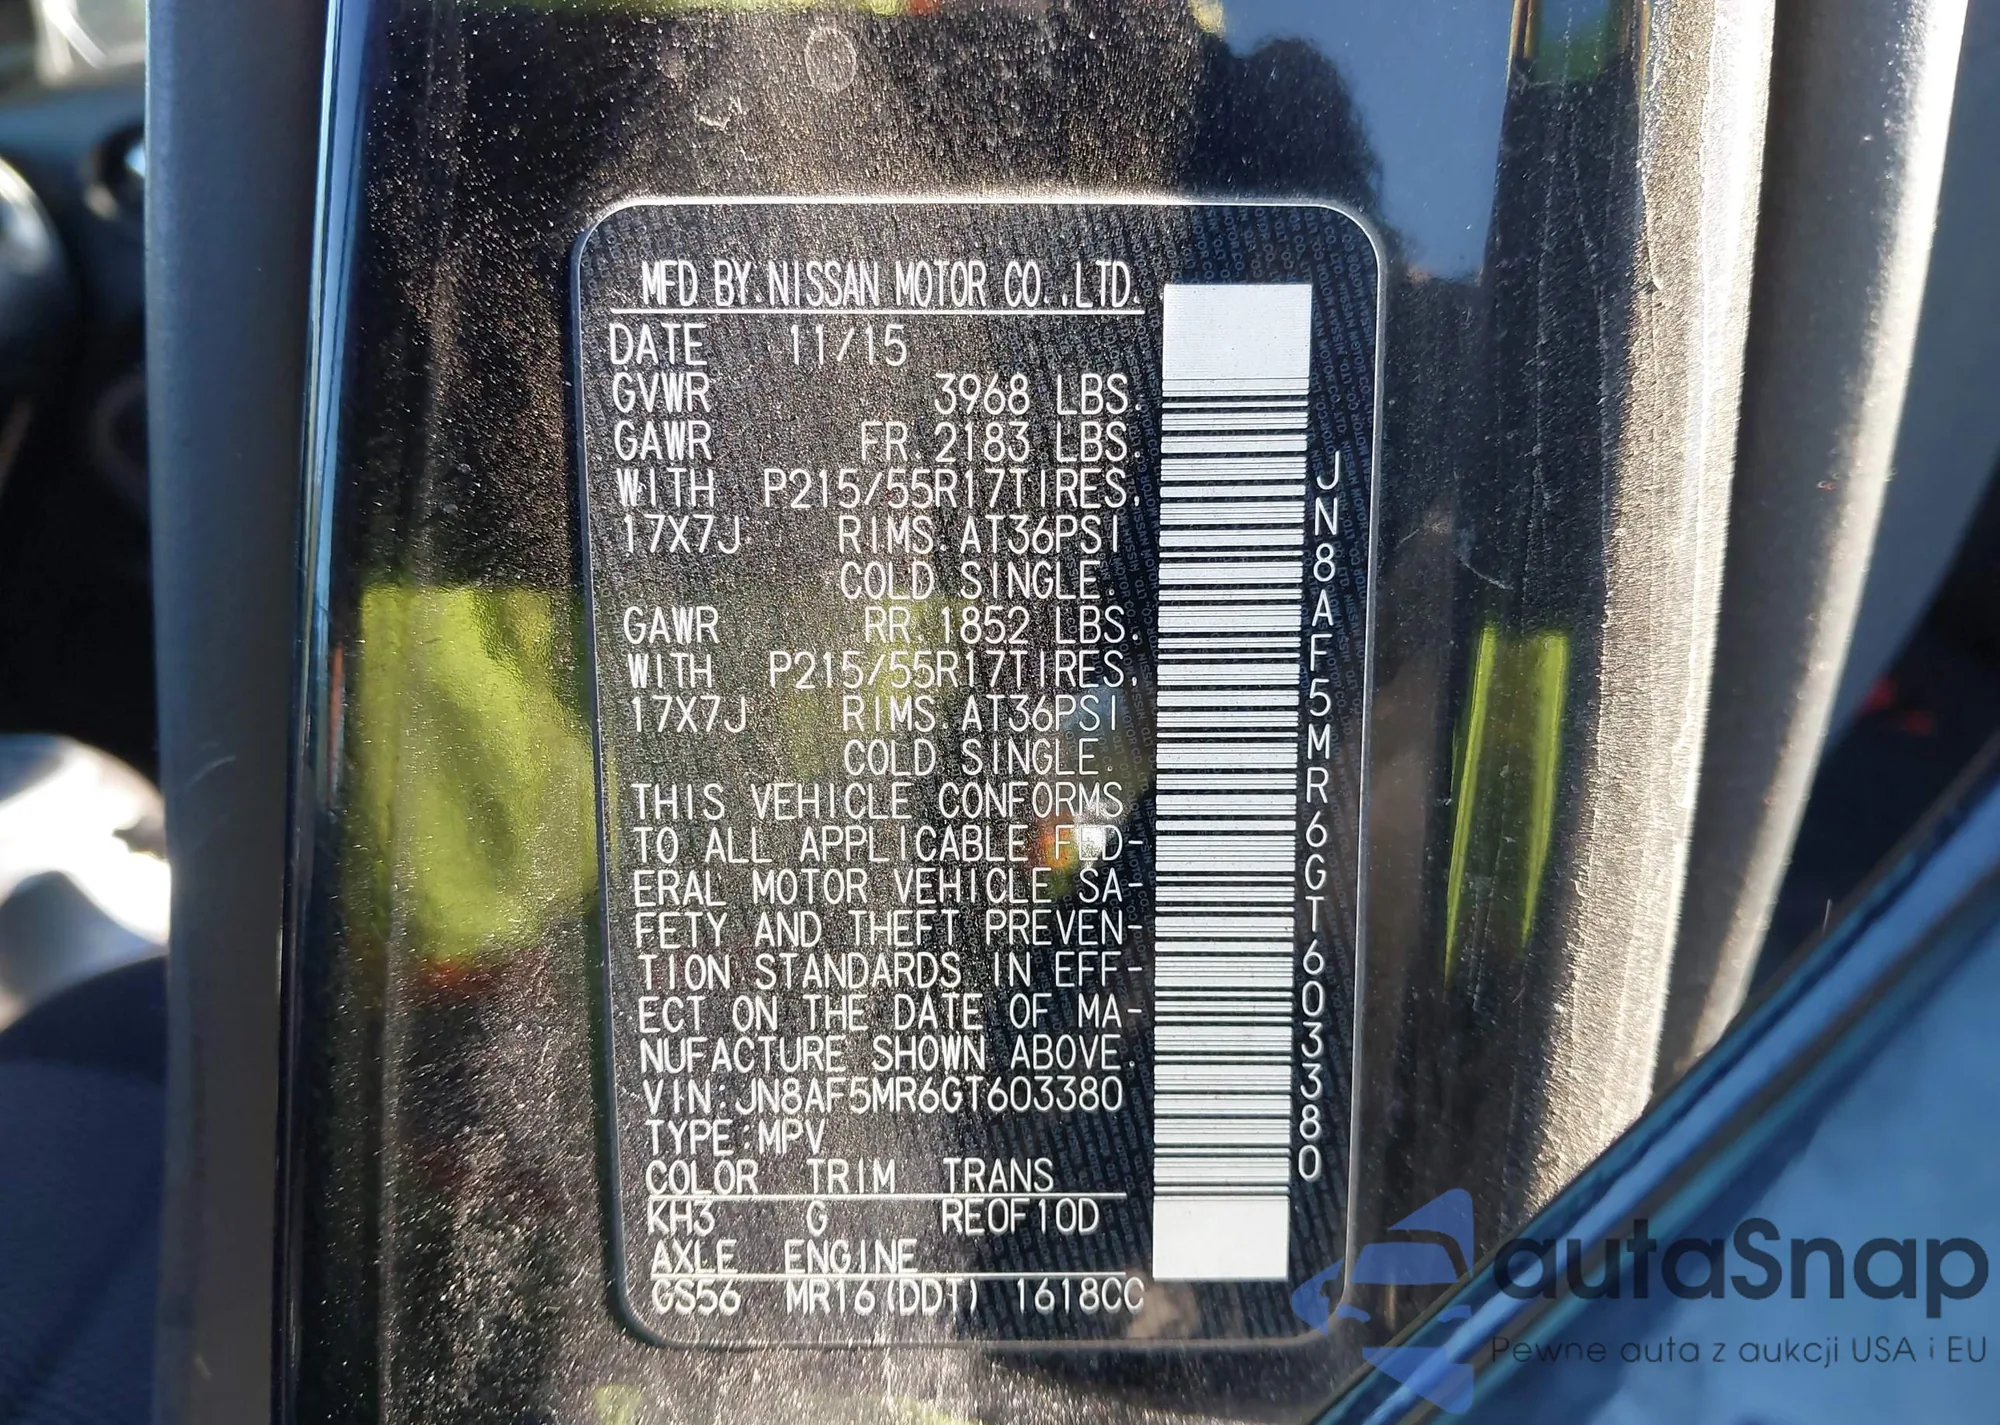 MFD BY.NISSAN MOTOR CO.,LTD.
DATE 11/15
GVWR 3968 LBS.
GAWR FR.2183 LBS.
WITH P215/55R17TIRES,
17X7J RIMS.AT36PSI
COLD SINGLE.
GAWR RR.1852 LBS.
WITH P215/55R17TIRES,
17X7J RIMS.AT36PSI
COLD SINGLE.
THIS VEHICLE CONFORMS
TO ALL APPLICABLE FED-
ERAL MOTOR VEHICLE SA-
FETY AND THEFT PREVEN-
TION STANDARDS IN EFF-
ECT ON THE DATE OF MA-
NUFACTURE SHOWN ABOVE.
VIN:JN8AF5MR6GT603380
TYPE:MPV
COLOR TRIM TRANS
KH3 G RE0F10D
AXLE ENGINE
GS56 MR16(DDT) 1618CC
JN8AF5MR6GT603380
autaSnap
Pewne auta z aukcji USA i EU